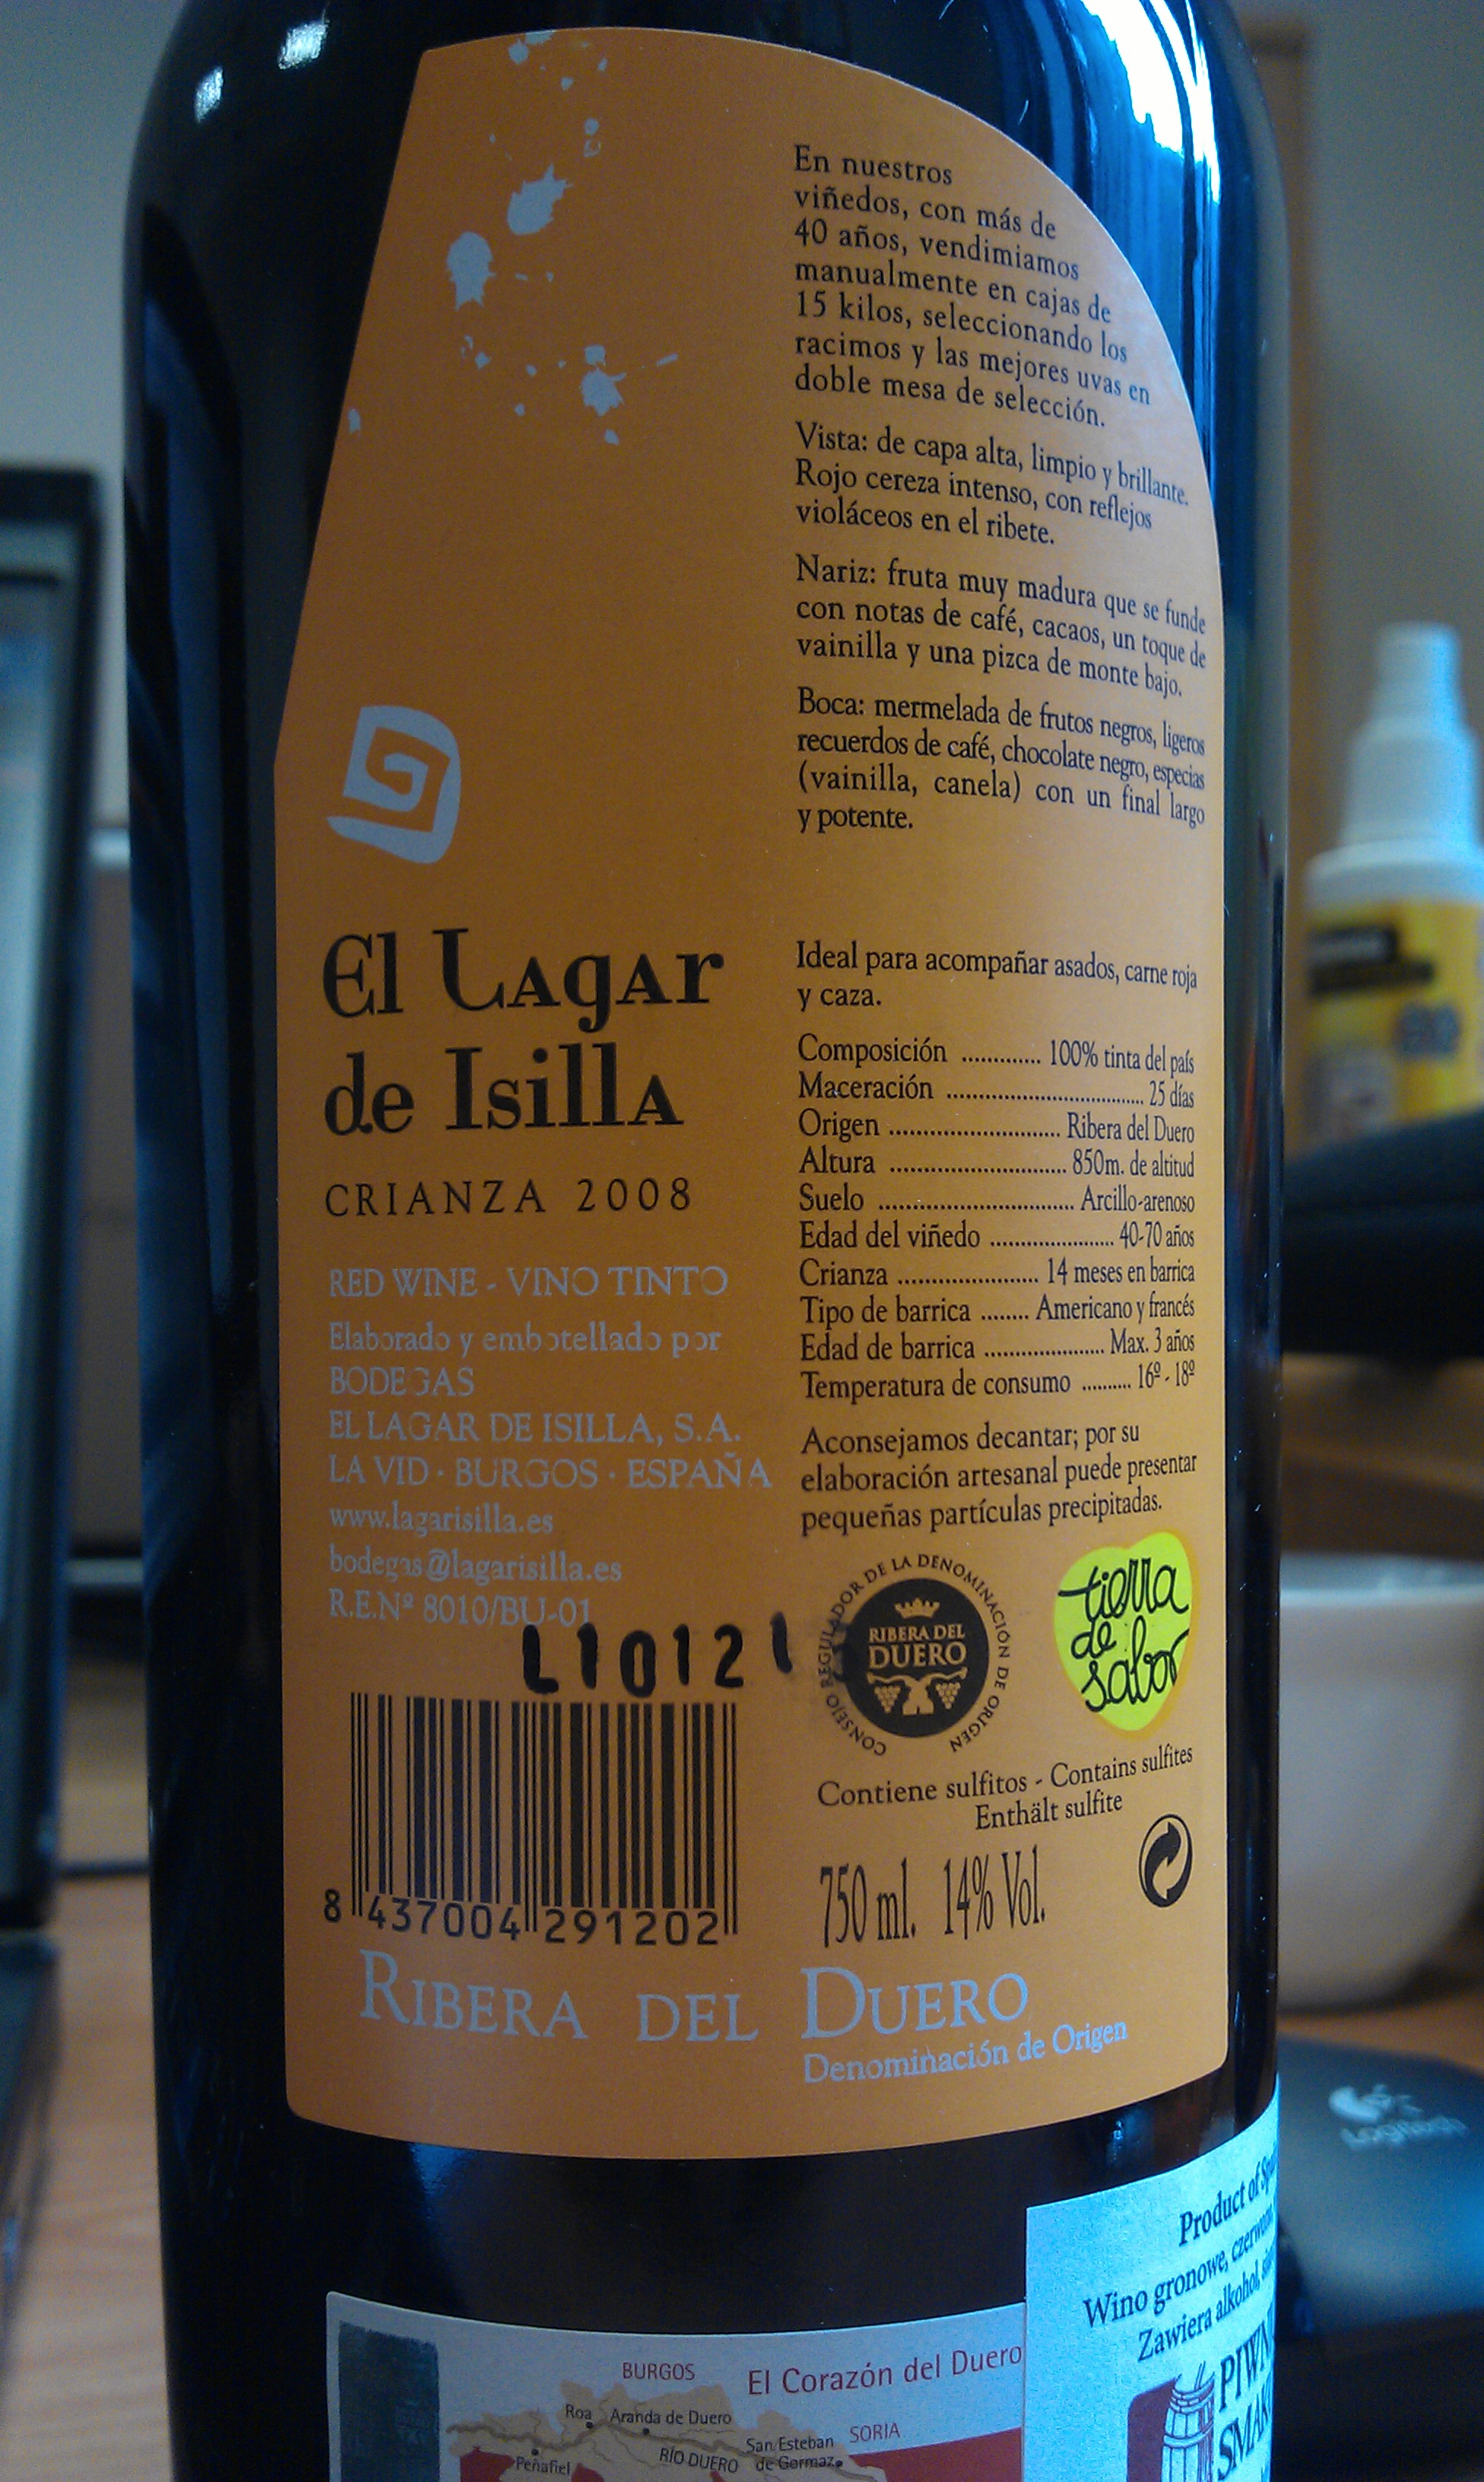 En nuestros
viñedos, con más de
40 años, vendimiamos
manualmente en cajas de
15 kilos, seleccionando los
racimos y las mejores uvas en
doble mesa de selección.
Vista: de capa alta, limpio y brillante.
Rojo cereza intenso, con reflejos
violáceos en el ribete.
Nariz: fruta muy madura que se funde
con notas de café, cacaos, un toque de
vainilla y una pizca de monte bajo.
Boca: mermelada de frutos negros, ligeros
recuerdos de café, chocolate negro, especias
(vainilla, canela) con un final largo
y potente.
El Lagar
de Isilla
CRIANZA 2008
RED WINE - VINO TINTO
Elaborado y embotellado por
BODEGAS
EL LAGAR DE ISILLA, S.A.
LA VID · BURGOS · ESPAÑA
www.lagarisilla.es
bodegas@lagarisilla.es
R.E.Nº 8010/BU-01
L10121
8 437004 291202
Ideal para acompañar asados, carne roja
y caza.
Composición ............. 100% tinta del país
Maceración ................................. 25 días
Origen ............................ Ribera del Duero
Altura ............................. 850m. de altitud
Suelo ................................ Arcillo-arenoso
Edad del viñedo ..................... 40-70 años
Crianza ....................... 14 meses en barrica
Tipo de barrica ........ Americano y francés
Edad de barrica ..................... Max. 3 años
Temperatura de consumo .......... 16º - 18º
Aconsejamos decantar; por su
elaboración artesanal puede presentar
pequeñas partículas precipitadas.
CONSEJO REGULADOR DE LA DENOMINACIÓN DE ORIGEN
RIBERA DEL
DUERO
tierra
de
sabor
Contiene sulfitos - Contains sulfites
Enthält sulfite
750 ml. 14% Vol.
RIBERA DEL DUERO
Denominación de Origen
Product of
Wino gronowe,
Zawiera alkohol,
BURGOS
El Corazón del Duero
Roa
Aranda de Duero
SORIA
San Esteban
de Gormaz
RÍO DUERO
Peñafiel
Logitech